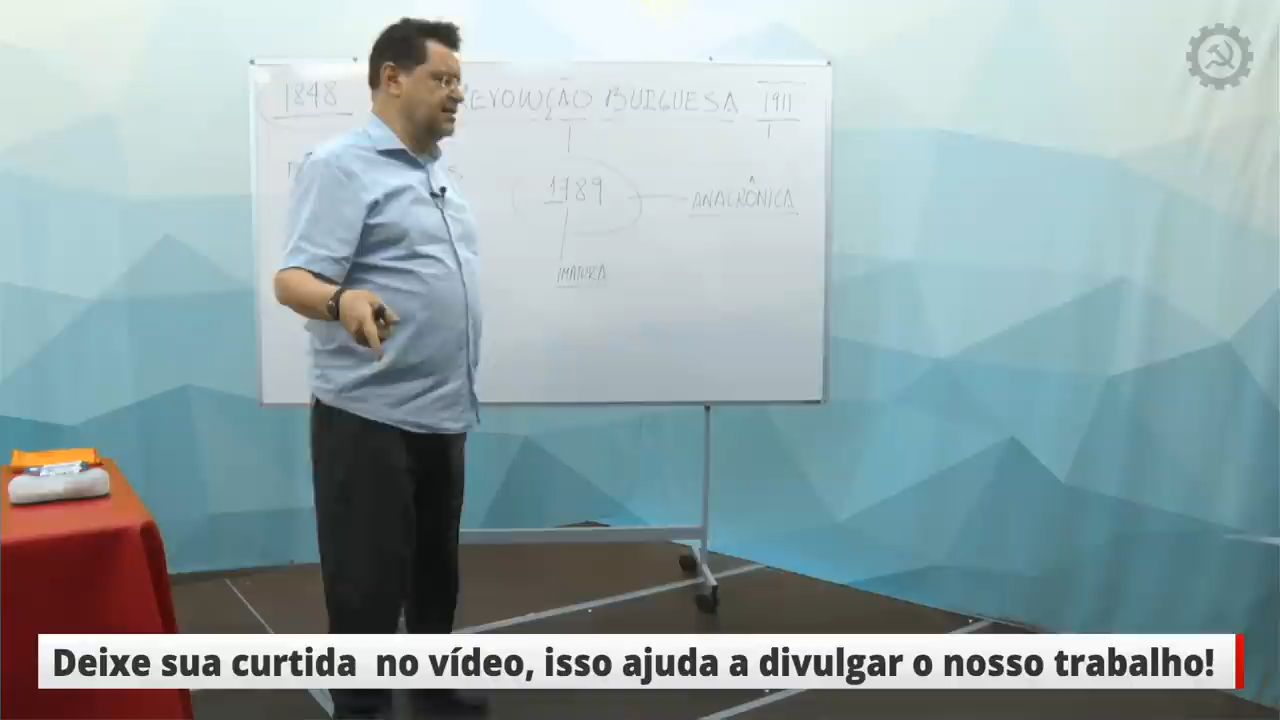 1848 REVOLUÇÃO BURGUESA 1911
1789
ANACRÔNICA
IMATURA
Deixe sua curtida no vídeo, isso ajuda a divulgar o nosso trabalho!